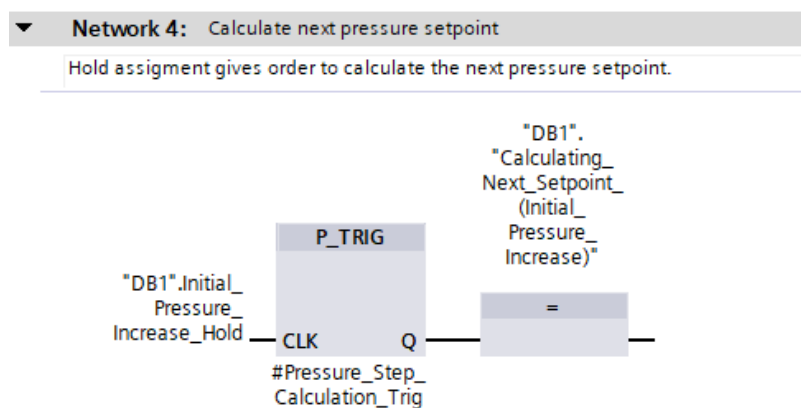 Network 4: Calculate next pressure setpoint
Hold assigment gives order to calculate the next pressure setpoint.
"DB1".
"Calculating_
Next_Setpoint_
(Initial_
Pressure_
Increase)"
P_TRIG
=
"DB1".Initial_
Pressure_
Increase_Hold
CLK Q
#Pressure_Step_
Calculation_Trig